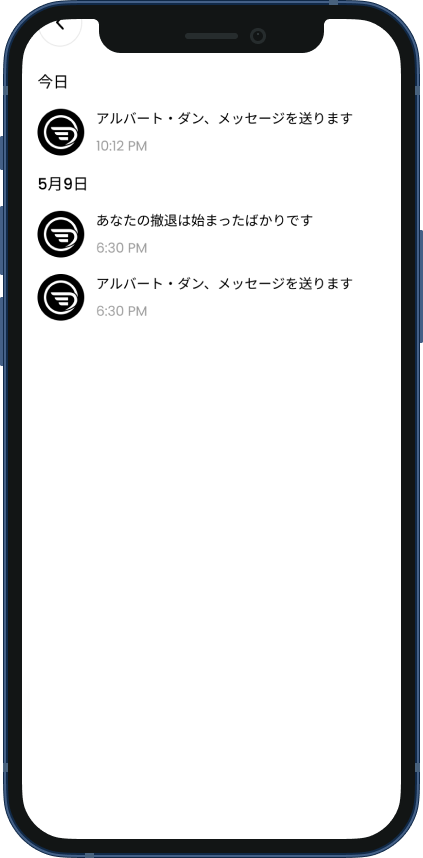 今日
アルバート・ダン、メッセージを送ります
10:12 PM
5月9日
あなたの撤退は始まったばかりです
6:30 PM
アルバート・ダン、メッセージを送ります
6:30 PM